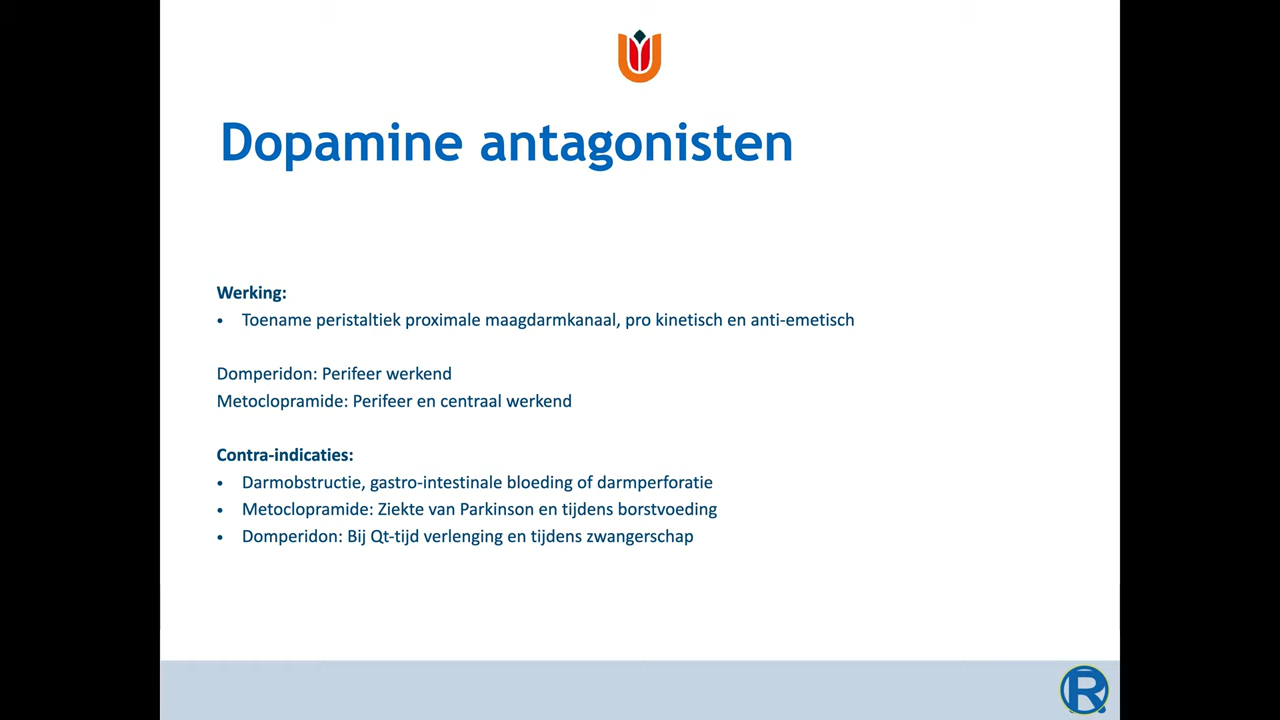 Dopamine antagonisten
Werking:
• Toename peristaltiek proximale maagdarmkanaal, pro kinetisch en anti-emetisch
Domperidon: Perifeer werkend
Metoclopramide: Perifeer en centraal werkend
Contra-indicaties:
• Darmobstructie, gastro-intestinale bloeding of darmperforatie
• Metoclopramide: Ziekte van Parkinson en tijdens borstvoeding
• Domperidon: Bij Qt-tijd verlenging en tijdens zwangerschap
R